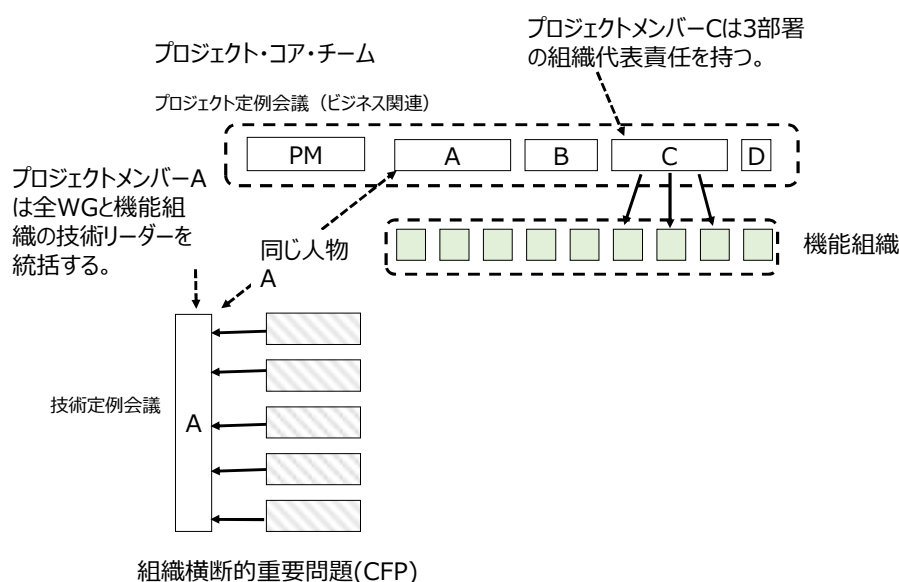 プロジェクトメンバーCは3部署
の組織代表責任を持つ。
プロジェクト・コア・チーム
プロジェクト定例会議（ビジネス関連）
PM
A
B
C
D
プロジェクトメンバーA
は全WGと機能組
織の技術リーダーを
統括する。
同じ人物
A
機能組織
技術定例会議
A
組織横断的重要問題(CFP)